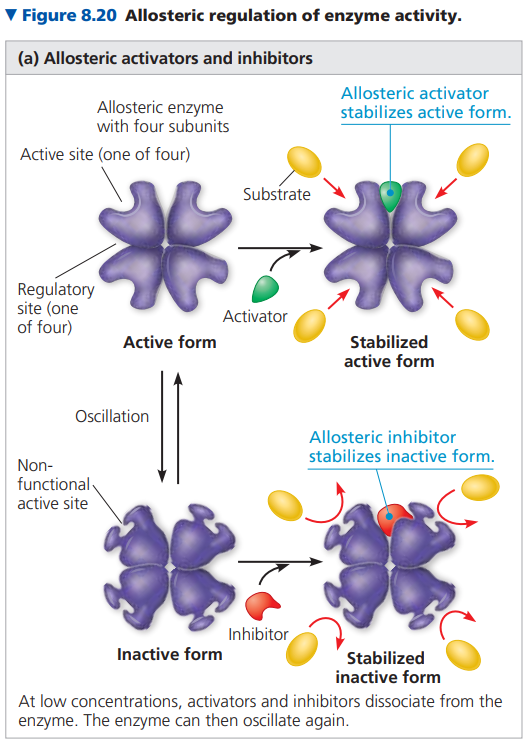 ▼ Figure 8.20 Allosteric regulation of enzyme activity.
(a) Allosteric activators and inhibitors
Allosteric enzyme
with four subunits
Active site (one of four)
Regulatory
site (one
of four)
Active form
Substrate
Activator
Allosteric activator
stabilizes active form.
Stabilized
active form
Oscillation
Non-
functional
active site
Inactive form
Inhibitor
Allosteric inhibitor
stabilizes inactive form.
Stabilized
inactive form
At low concentrations, activators and inhibitors dissociate from the
enzyme. The enzyme can then oscillate again.